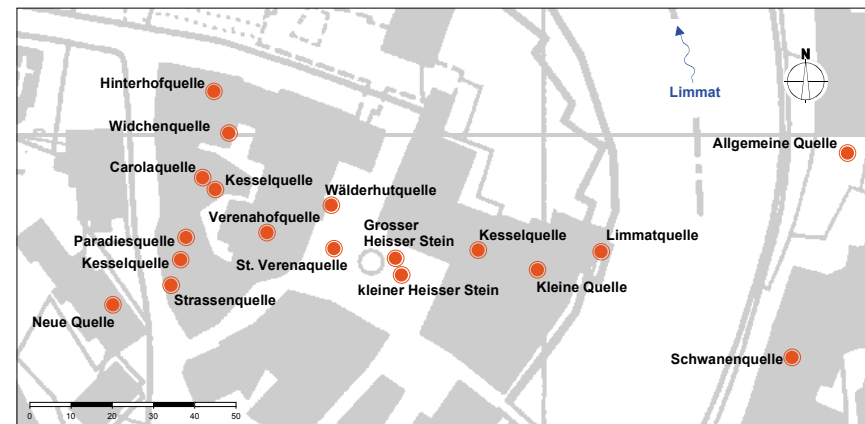 Hinterhofquelle
N
Limmat
Widchenquelle
Allgemeine Quelle
Carolaquelle
Kesselquelle
Wälderhutquelle
Verenahofquelle
Grosser
Heisser Stein
Kesselquelle
Limmatquelle
Paradiesquelle
Kesselquelle
St. Verenaquelle
kleiner Heisser Stein
Kleine Quelle
Strassenquelle
Neue Quelle
Schwanenquelle
0 10 20 30 40 50